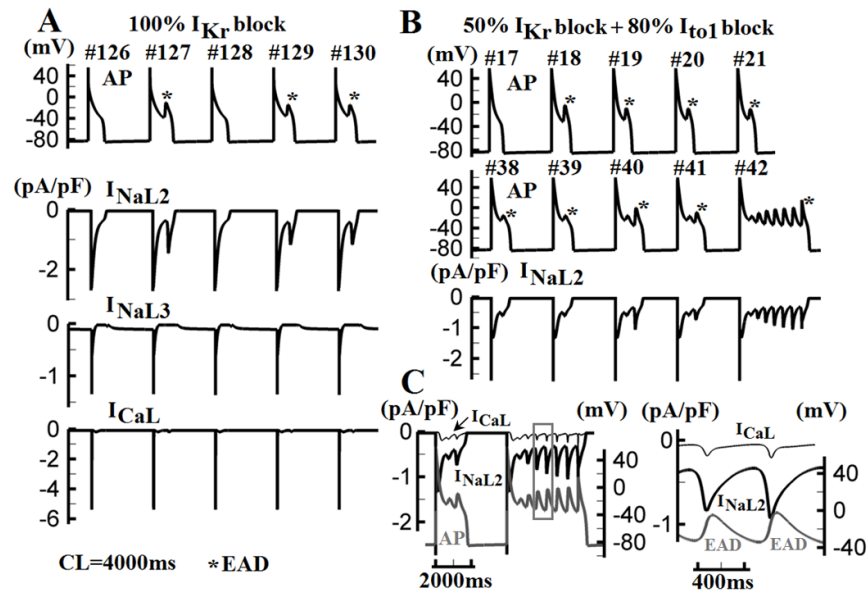 A
100% IKr block
(mV)
#126 #127 #128 #129 #130
40
0
-40
-80
AP
* * *
(pA/pF)
INaL2
0
-2
INaL3
0
-1
ICaL
0
-2
-4
-6
CL=4000ms *EAD
B
50% IKr block + 80% Ito1 block
(mV)
#17 #18 #19 #20 #21
40
0
-40
-80
AP
* * * *
#38 #39 #40 #41 #42
40
0
-40
-80
AP
* * * * *
(pA/pF) INaL2
0
-1
-2
C
(pA/pF) ICaL (mV)
0
-1
-2
INaL2
AP
40
0
-40
-80
2000ms
(pA/pF) (mV)
ICaL
0
-1
INaL2
EAD EAD
40
0
-40
400ms